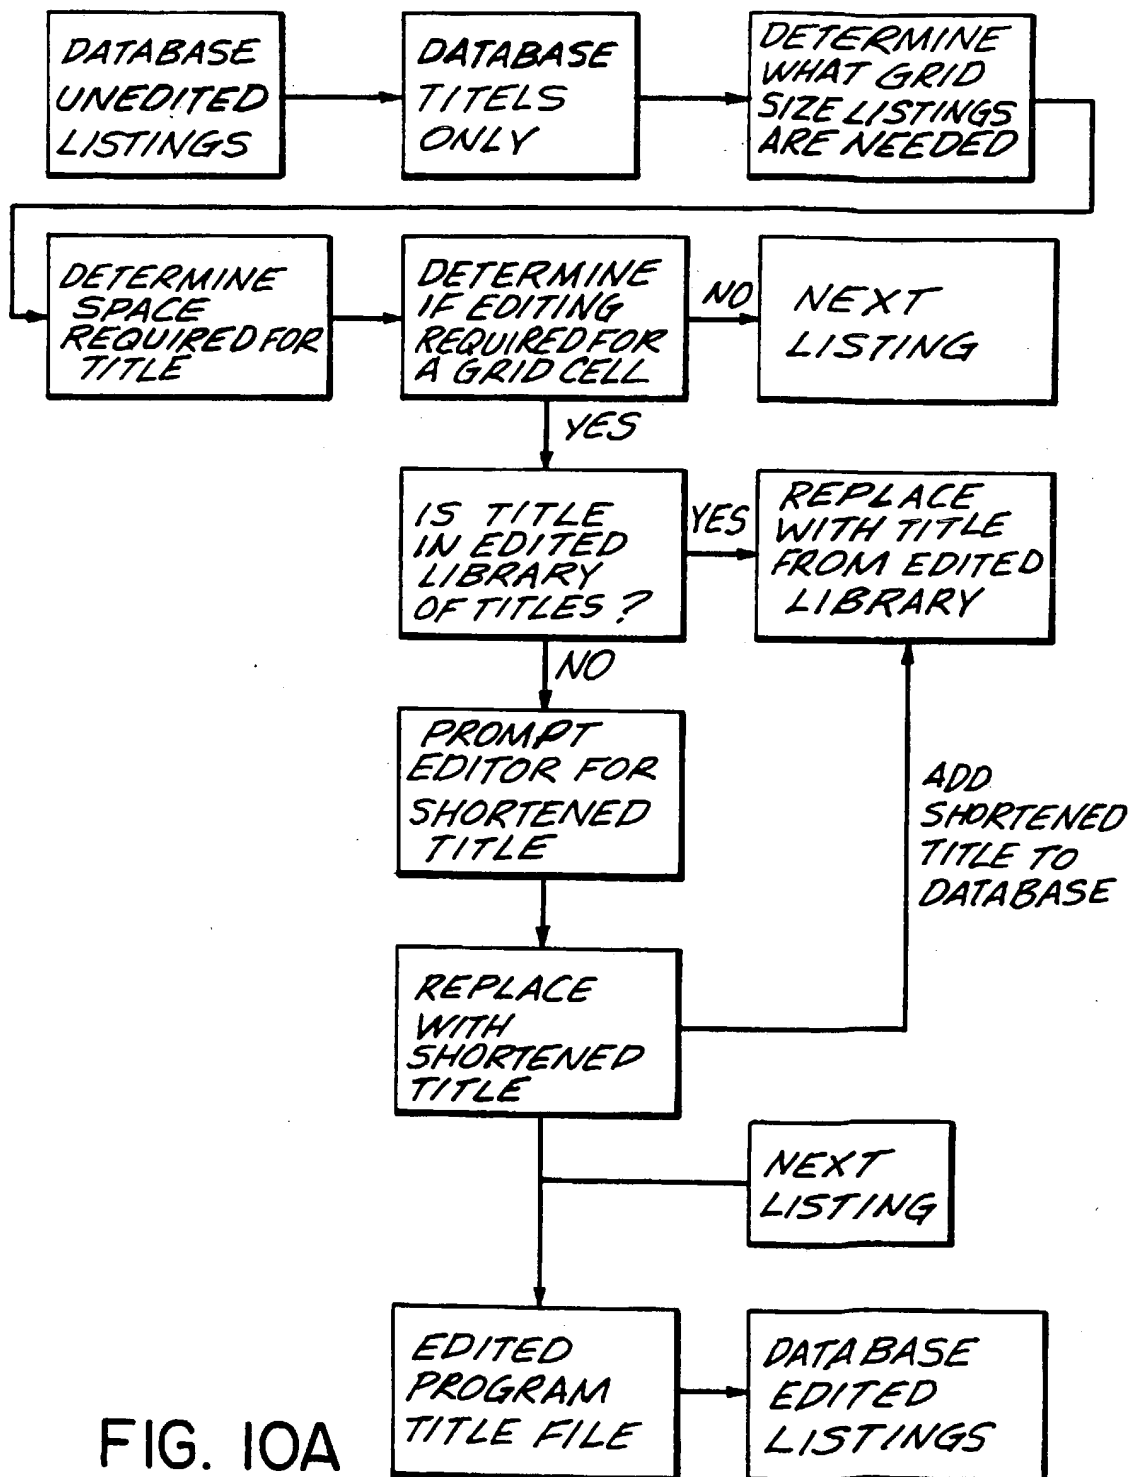 DATABASE
UNEDITED
LISTINGS
DATABASE
TITELS
ONLY
DETERMINE
WHAT GRID
SIZE LISTINGS
ARE NEEDED
DETERMINE
SPACE
REQUIRED FOR
TITLE
DETERMINE
IF EDITING
REQUIRED FOR
A GRID CELL
NO
NEXT
LISTING
YES
IS TITLE
IN EDITED
LIBRARY
OF TITLES?
YES
REPLACE
WITH TITLE
FROM EDITED
LIBRARY
NO
PROMPT
EDITOR FOR
SHORTENED
TITLE
ADD
SHORTENED
TITLE TO
DATABASE
REPLACE
WITH
SHORTENED
TITLE
NEXT
LISTING
EDITED
PROGRAM
TITLE FILE
DATABASE
EDITED
LISTINGS
FIG. 10A